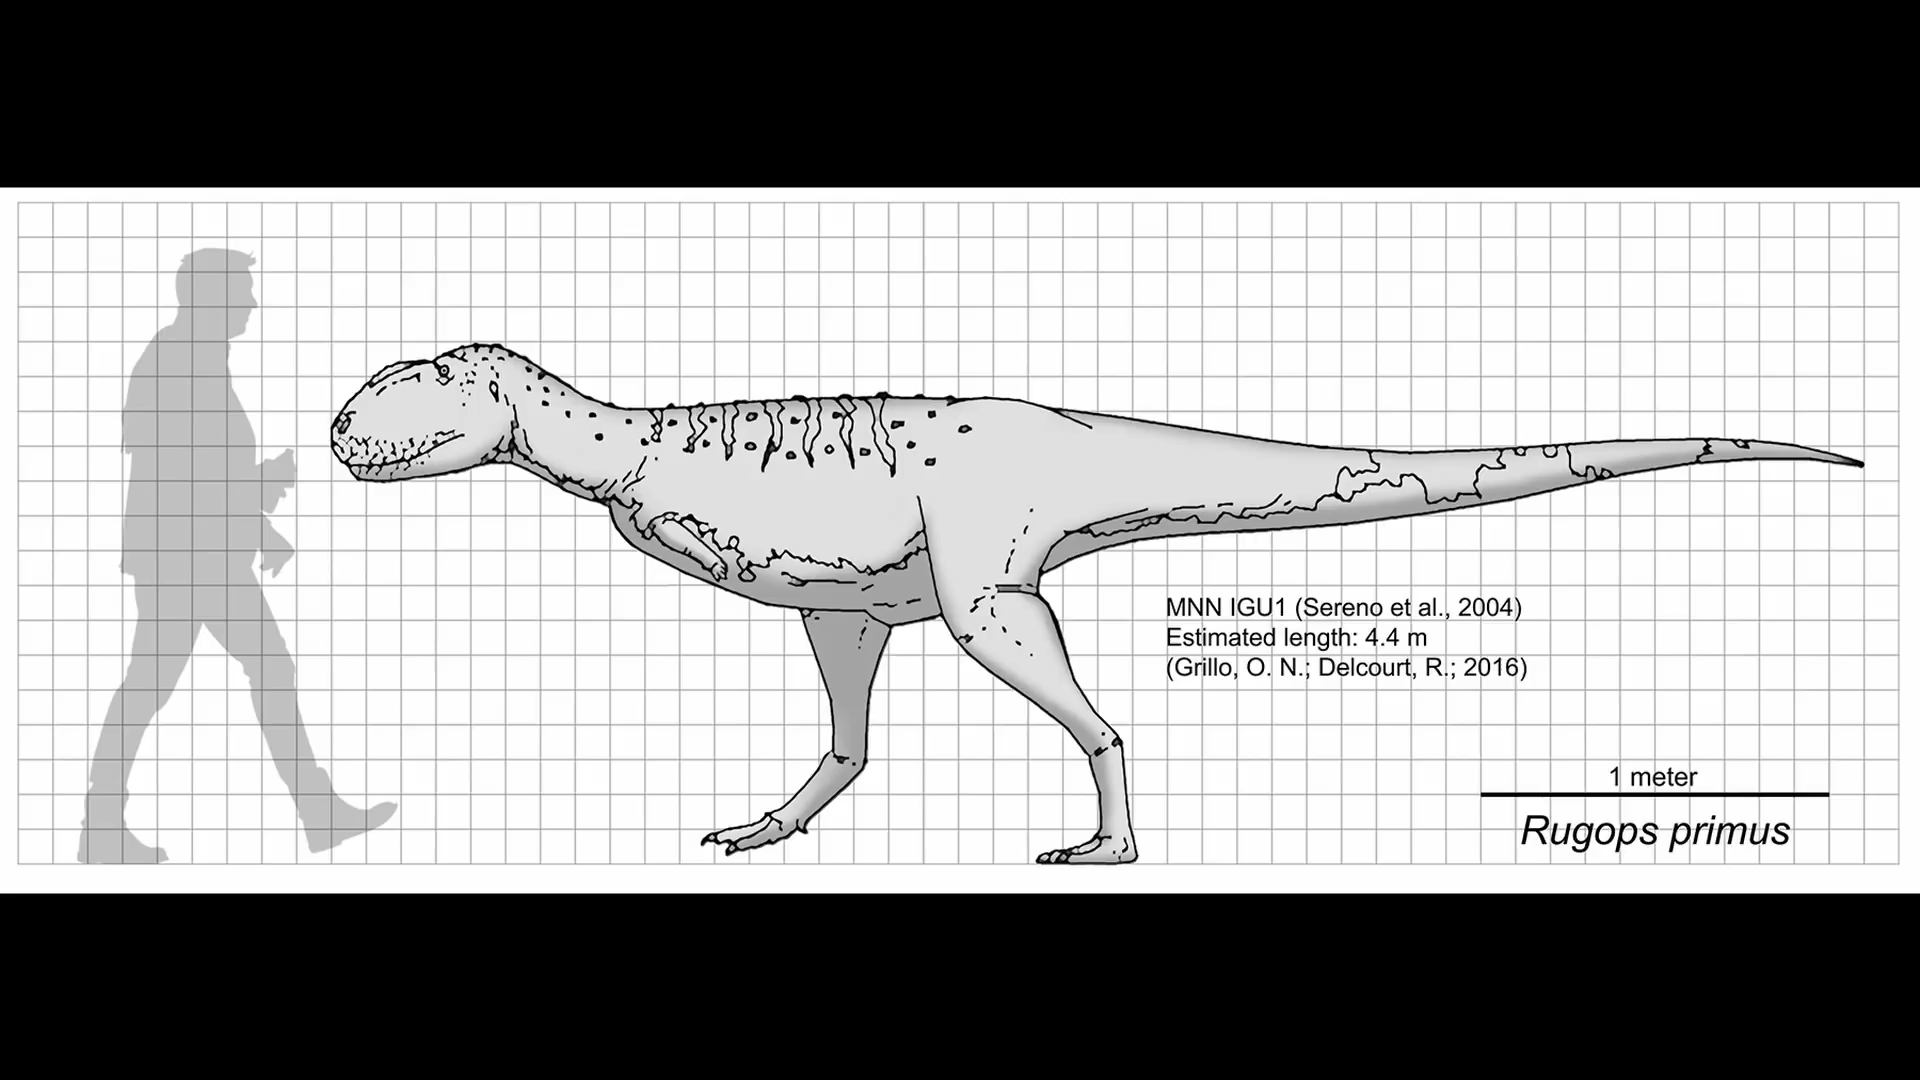 MNN IGU1 (Sereno et al., 2004)
Estimated length: 4.4 m
(Grillo, O. N.; Delcourt, R.; 2016)
1 meter
Rugops primus